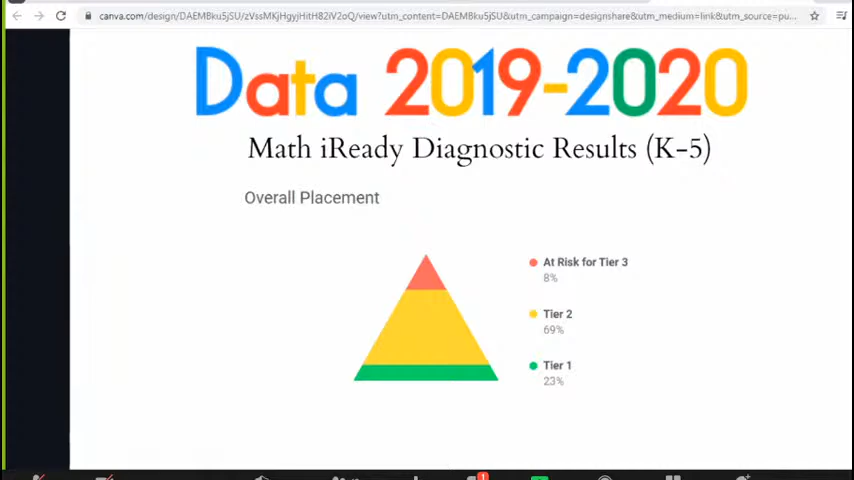 canva.com/design/DAEMBku5jSU/zVssMKjHgyjHitH82iV2oQ/view?utm_content=DAEMBku5jSU&utm_campaign=designshare&utm_medium=link&utm_source=pu...
Data 2019-2020
Math iReady Diagnostic Results (K-5)
Overall Placement
At Risk for Tier 3
8%
Tier 2
69%
Tier 1
23%
1